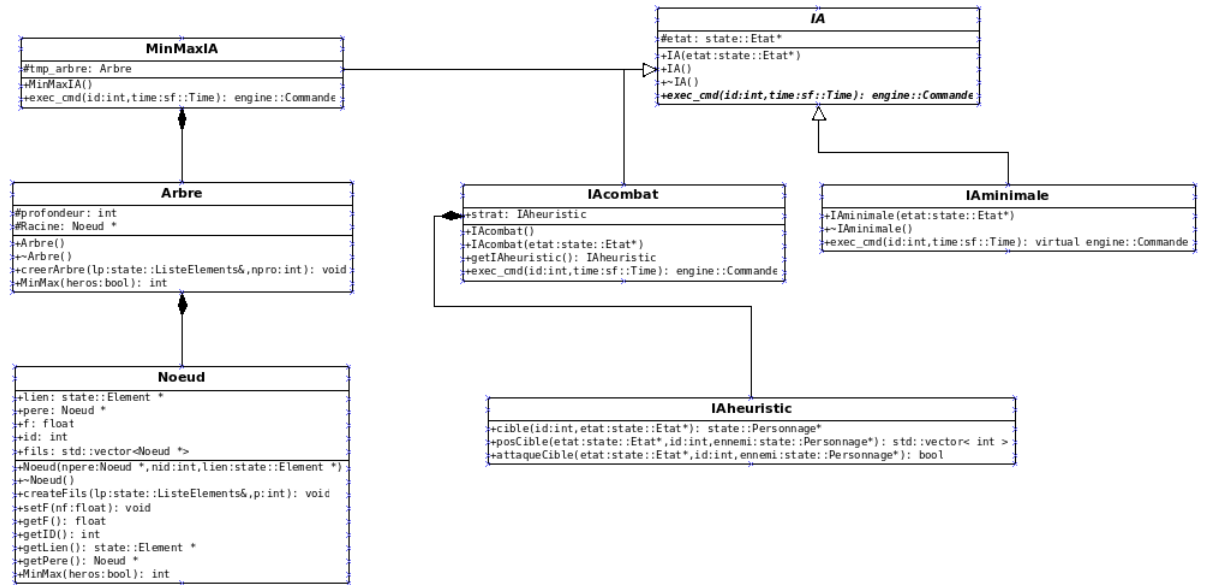 MinMaxIA
#tmp_arbre: Arbre
+MinMaxIA()
+exec_cmd(id:int,time:sf::Time): engine::Commande
IA
#etat: state::Etat*
+IA(etat:state::Etat*)
+IA()
+~IA()
+exec_cmd(id:int,time:sf::Time): engine::Commande
Arbre
#profondeur: int
#Racine: Noeud *
+Arbre()
+~Arbre()
+creerArbre(lp:state::ListeElements&,npro:int): void
+MinMax(heros:bool): int
IAcombat
+strat: IAheuristic
+IAcombat()
+IAcombat(etat:state::Etat*)
+getIAheuristic(): IAheuristic
+exec_cmd(id:int,time:sf::Time): engine::Commande
IAminimale
+IAminimale(etat:state::Etat*)
+~IAminimale()
+exec_cmd(id:int,time:sf::Time): virtual engine::Commande
Noeud
+lien: state::Element *
+pere: Noeud *
+f: float
+id: int
+fils: std::vector<Noeud *>
+Noeud(npere:Noeud *,nid:int,lien:state::Element *)
+~Noeud()
+createFils(lp:state::ListeElements&,p:int): void
+setF(nf:float): void
+getF(): float
+getID(): int
+getLien(): state::Element *
+getPere(): Noeud *
+MinMax(heros:bool): int
IAheuristic
+cible(id:int,etat:state::Etat*): state::Personnage*
+posCible(etat:state::Etat*,id:int,ennemi:state::Personnage*): std::vector< int >
+attaqueCible(etat:state::Etat*,id:int,ennemi:state::Personnage*): bool